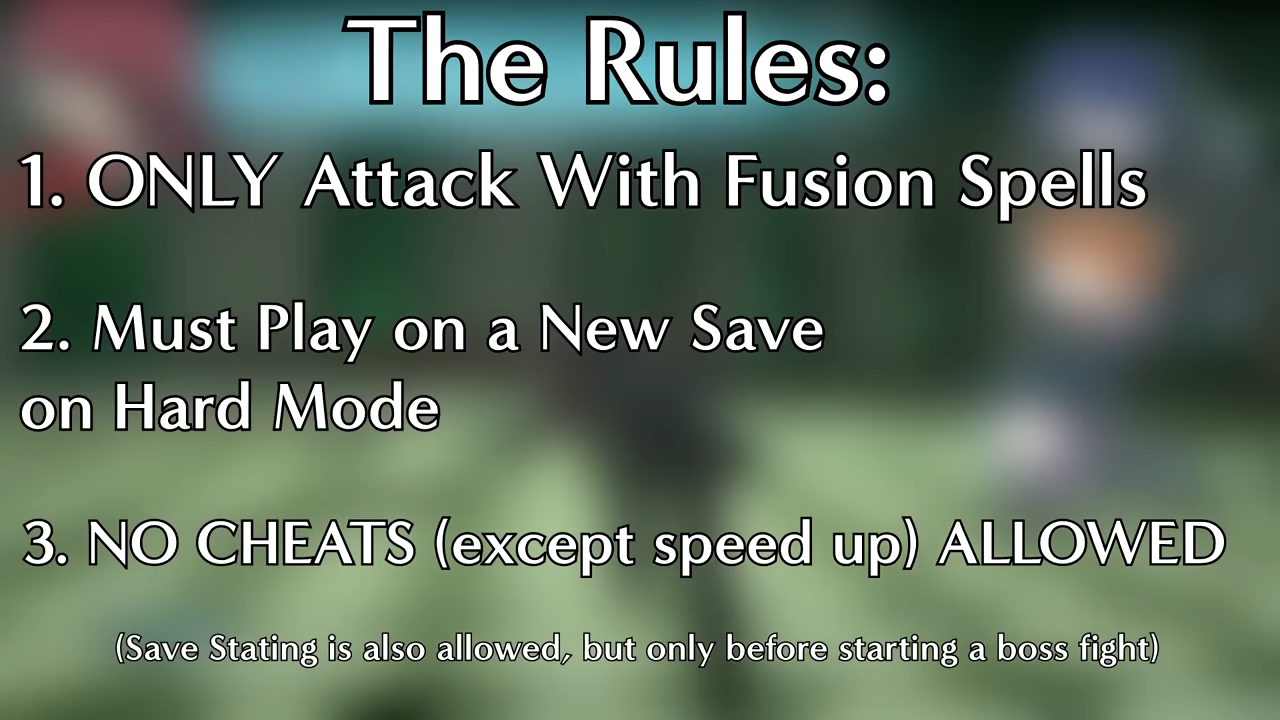 The Rules:
1. ONLY Attack With Fusion Spells
2. Must Play on a New Save
on Hard Mode
3. NO CHEATS (except speed up) ALLOWED
(Save Stating is also allowed, but only before starting a boss fight)